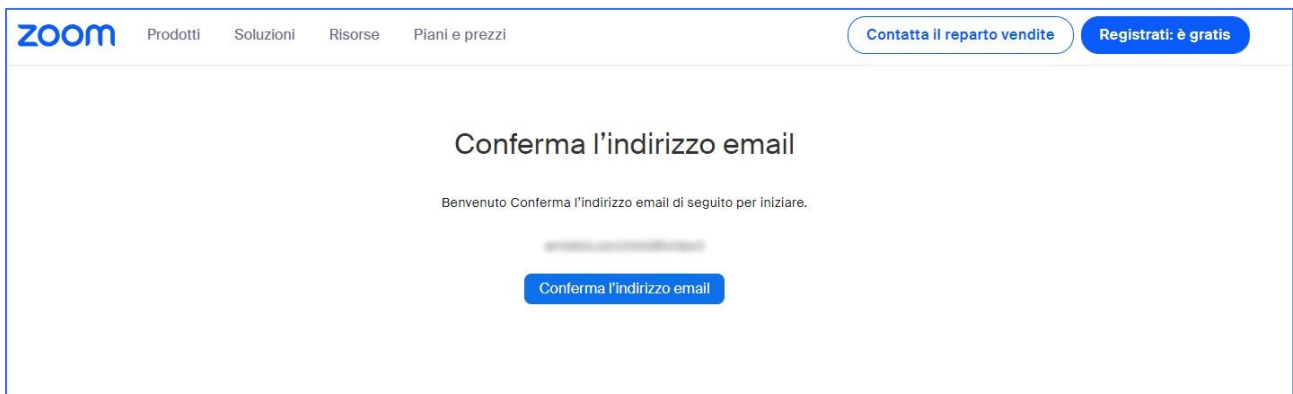 zoom Prodotti Soluzioni Risorse Piani e prezzi Contatta il reparto vendite Registrati: è gratis
Conferma l'indirizzo email
Benvenuto Conferma l'indirizzo email di seguito per iniziare.
Conferma l'indirizzo email